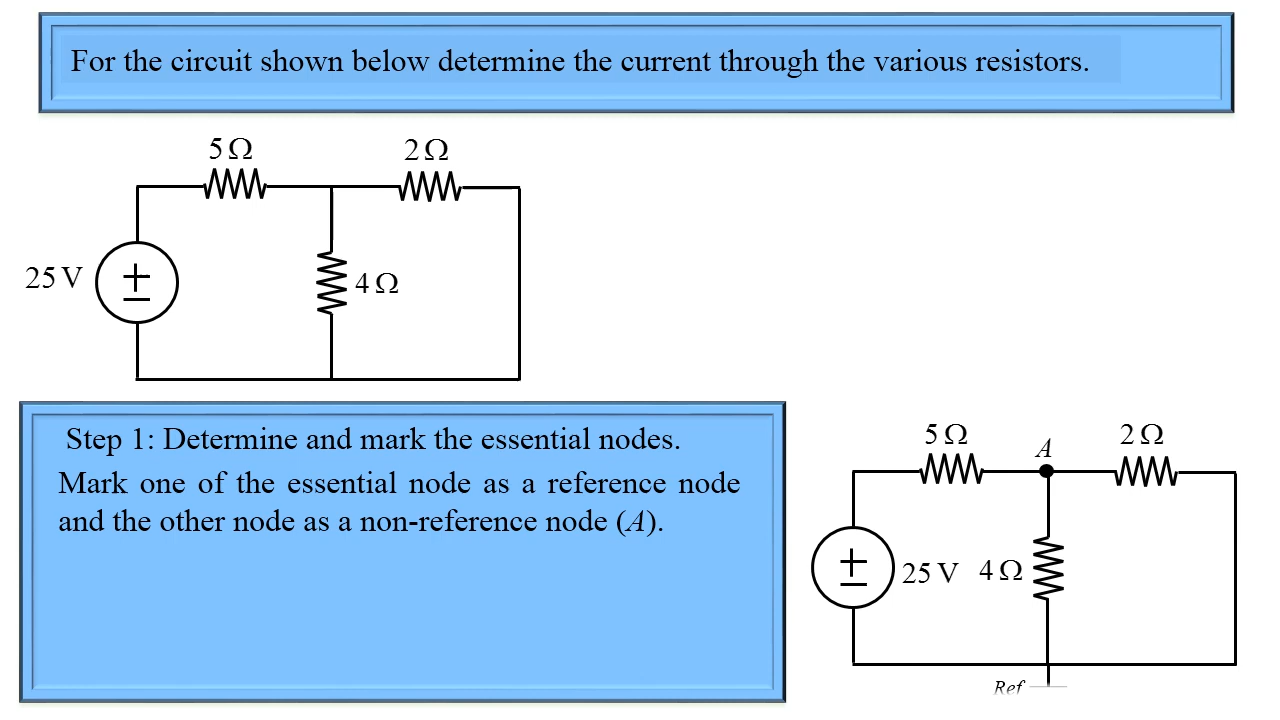 For the circuit shown below determine the current through the various resistors.
5 Ω
2 Ω
25 V
+
4 Ω
Step 1: Determine and mark the essential nodes.
Mark one of the essential node as a reference node
and the other node as a non-reference node (A).
5 Ω
A
2 Ω
+
25 V
4 Ω
Ref